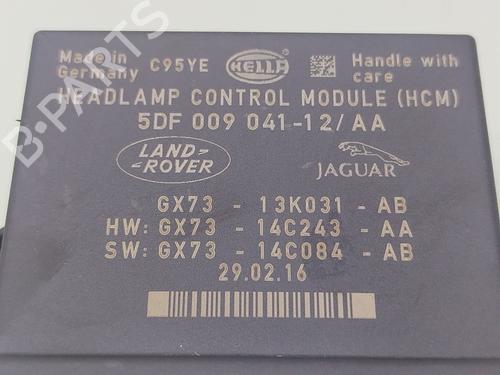 Made in Germany C95YE HELLA Handle with care
HEADLAMP CONTROL MODULE (HCM)
5DF 009 041-12/AA
LAND-ROVER JAGUAR
GX73 - 13K031 - AB
HW: GX73 - 14C243 - AA
SW: GX73 - 14C084 - AB
29.02.16
B-PARTS